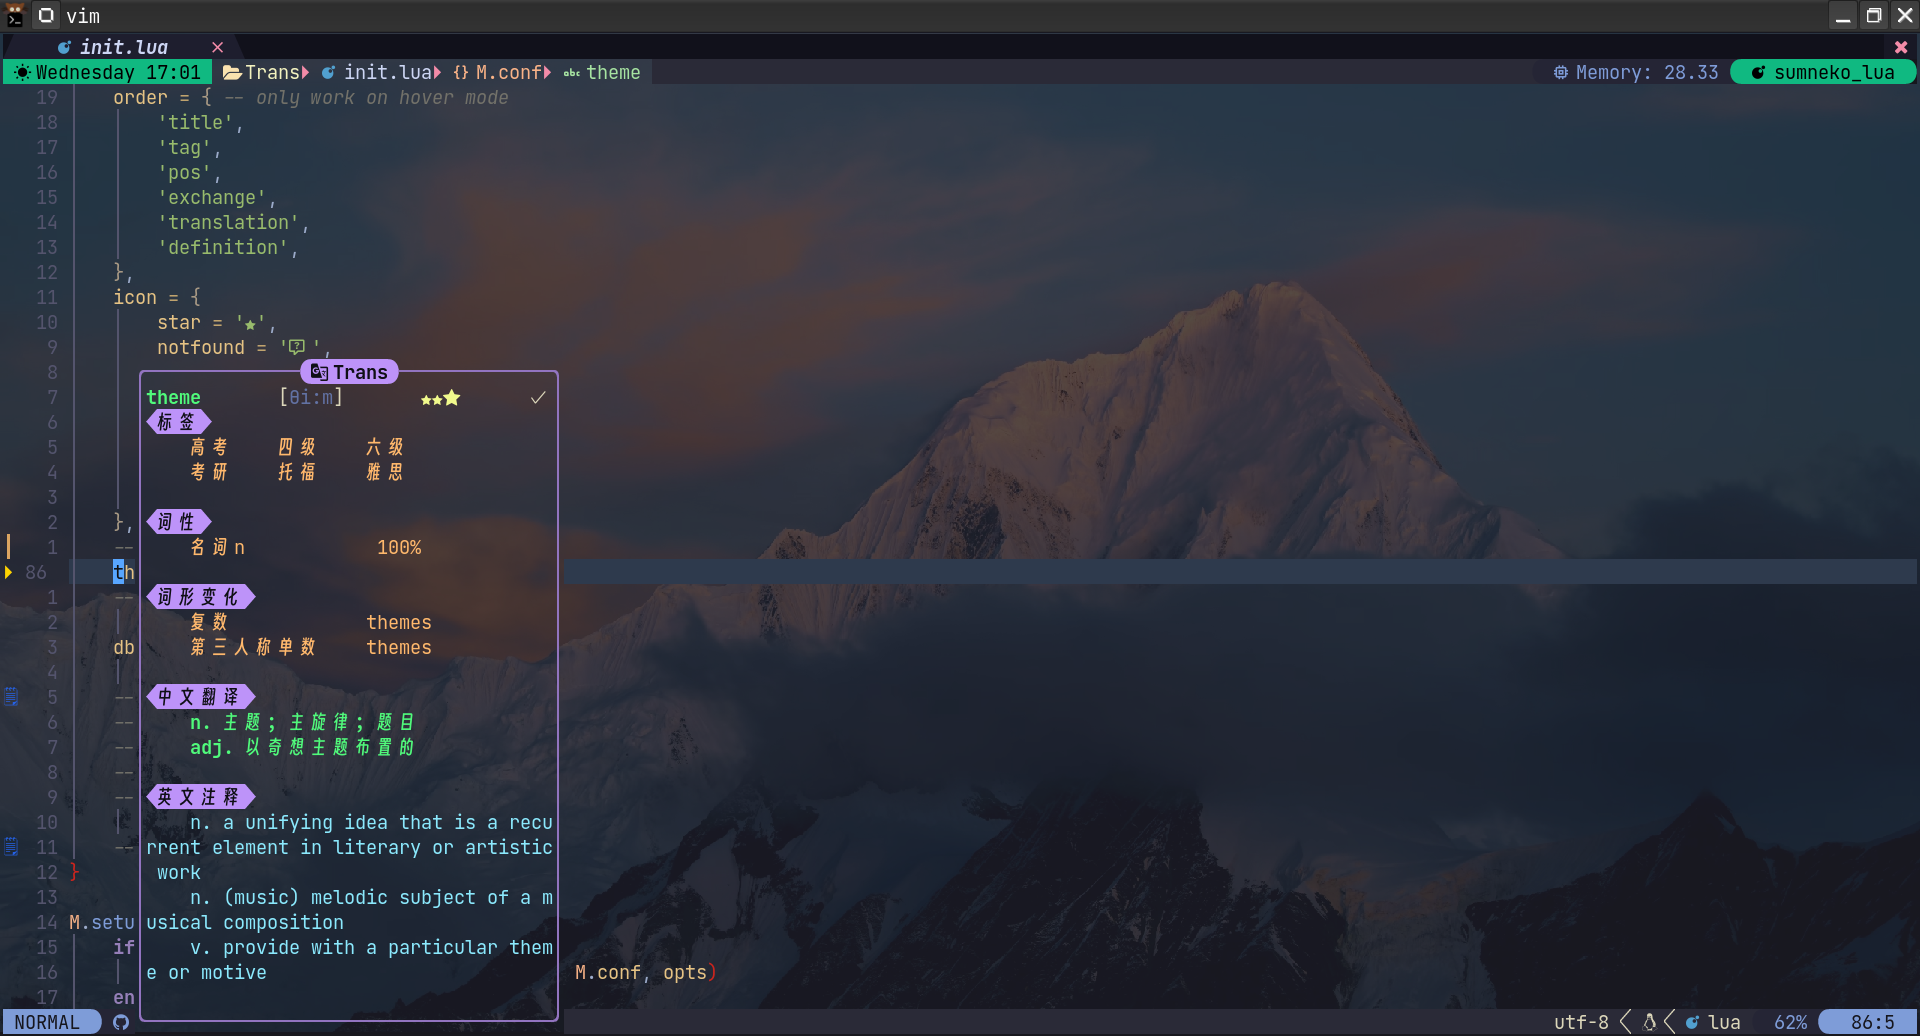 vim
init.lua
Wednesday 17:01 Trans init.lua {} M.conf abc theme Memory: 28.33 sumneko_lua
19 order = { -- only work on hover mode
18 'title',
17 'tag',
16 'pos',
15 'exchange',
14 'translation',
13 'definition',
12 },
11 icon = {
10 star = '★',
9 notfound = '',
8 Trans
7 theme [θi:m] ★★★ ✓
6 标签
5 高考 四级 六级
4 考研 托福 雅思
3
2 }, 词性
1 -- 名词n 100%
86 th
1 -- 词形变化
2 复数 themes
3 db 第三人称单数 themes
4
5 -- 中文翻译
6 -- n. 主题；主旋律；题目
7 -- adj. 以奇想主题布置的
8 --
9 -- 英文注释
10 n. a unifying idea that is a recu
11 -- rrent element in literary or artistic
12 } work
13 n. (music) melodic subject of a m
14 M.setu usical composition
15 if v. provide with a particular them
16 e or motive M.conf, opts)
17 en
NORMAL utf-8 lua 62% 86:5